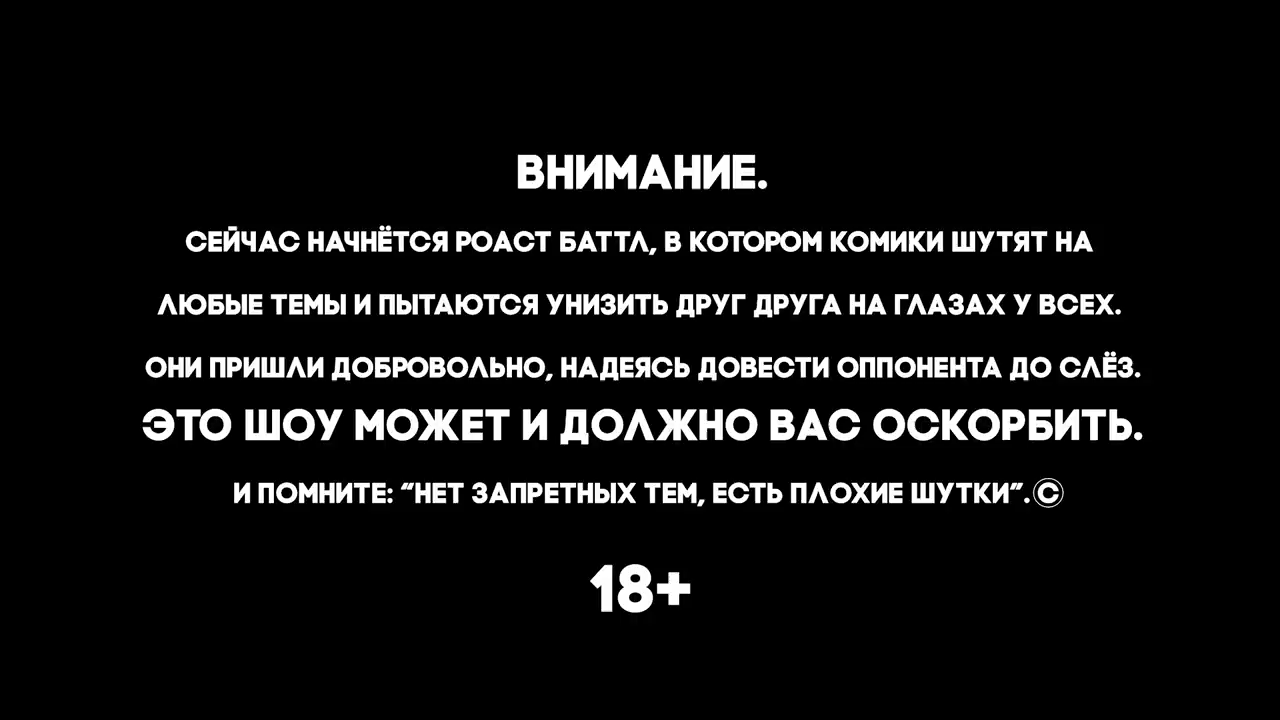 ВНИМАНИЕ.
СЕЙЧАС НАЧНЁТСЯ РОАСТ БАТТЛ, В КОТОРОМ КОМИКИ ШУТЯТ НА
ЛЮБЫЕ ТЕМЫ И ПЫТАЮТСЯ УНИЗИТЬ ДРУГ ДРУГА НА ГЛАЗАХ У ВСЕХ.
ОНИ ПРИШЛИ ДОБРОВОЛЬНО, НАДЕЯСЬ ДОВЕСТИ ОППОНЕНТА ДО СЛЁЗ.
ЭТО ШОУ МОЖЕТ И ДОЛЖНО ВАС ОСКОРБИТЬ.
И ПОМНИТЕ: “НЕТ ЗАПРЕТНЫХ ТЕМ, ЕСТЬ ПЛОХИЕ ШУТКИ”.©
18+